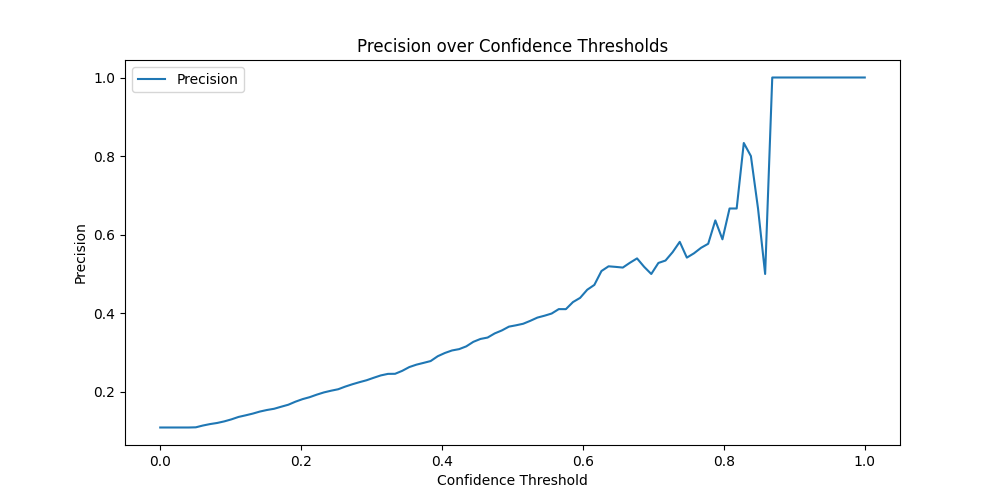 Precision over Confidence Thresholds
Precision
1.0
0.8
0.6
0.4
0.2
Precision
0.0 0.2 0.4 0.6 0.8 1.0
Confidence Threshold